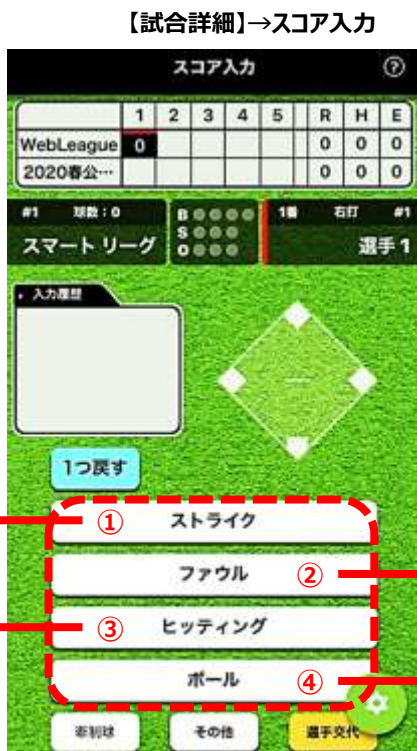 【試合詳細】→スコア入力
スコア入力 ?
1 2 3 4 5 R H E
WebLeague 0 0 0 0
2020春公… 0 0 0
#1 球数：0 B 1番 右打 #1
スマート リーグ S 選手 1
O
入力履歴
1つ戻す
① ストライク
ファウル ②
③ ヒッティング
ボール ④
牽制球 その他 選手交代